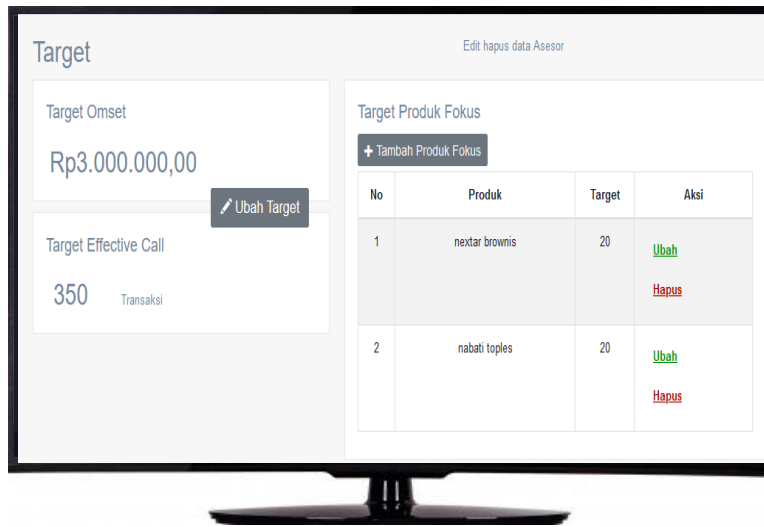 Target
Edit hapus data Asesor
Target Omset
Rp3.000.000,00
Ubah Target
Target Effective Call
350 Transaksi
Target Produk Fokus
+ Tambah Produk Fokus
No Produk Target Aksi
1 nextar brownis 20 Ubah
Hapus
2 nabati toples 20 Ubah
Hapus